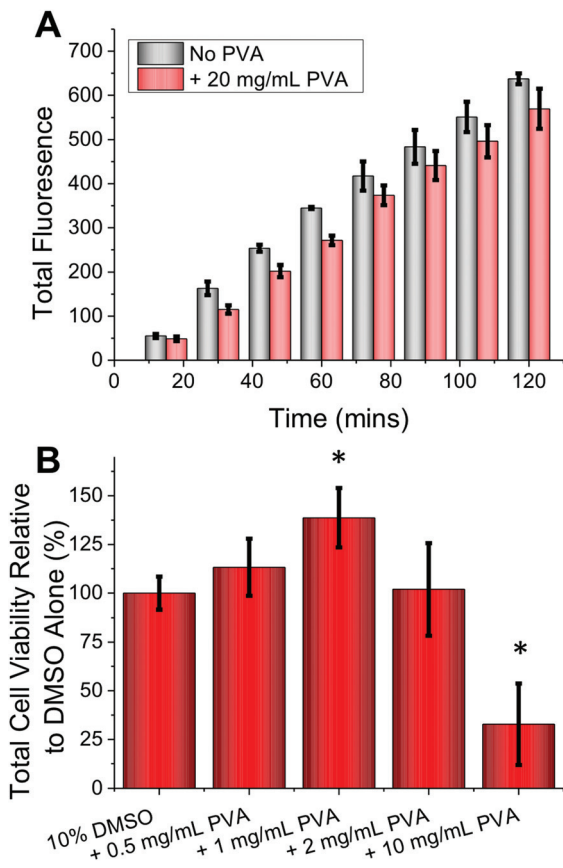 A
No PVA
+ 20 mg/mL PVA
Total Fluoresence
700
600
500
400
300
200
100
0
0 20 40 60 80 100 120
Time (mins)
B
Total Cell Viability Relative
to DMSO Alone (%)
150
125
100
75
50
25
0
*
*
10% DMSO
+ 0.5 mg/mL PVA
+ 1 mg/mL PVA
+ 2 mg/mL PVA
+ 10 mg/mL PVA